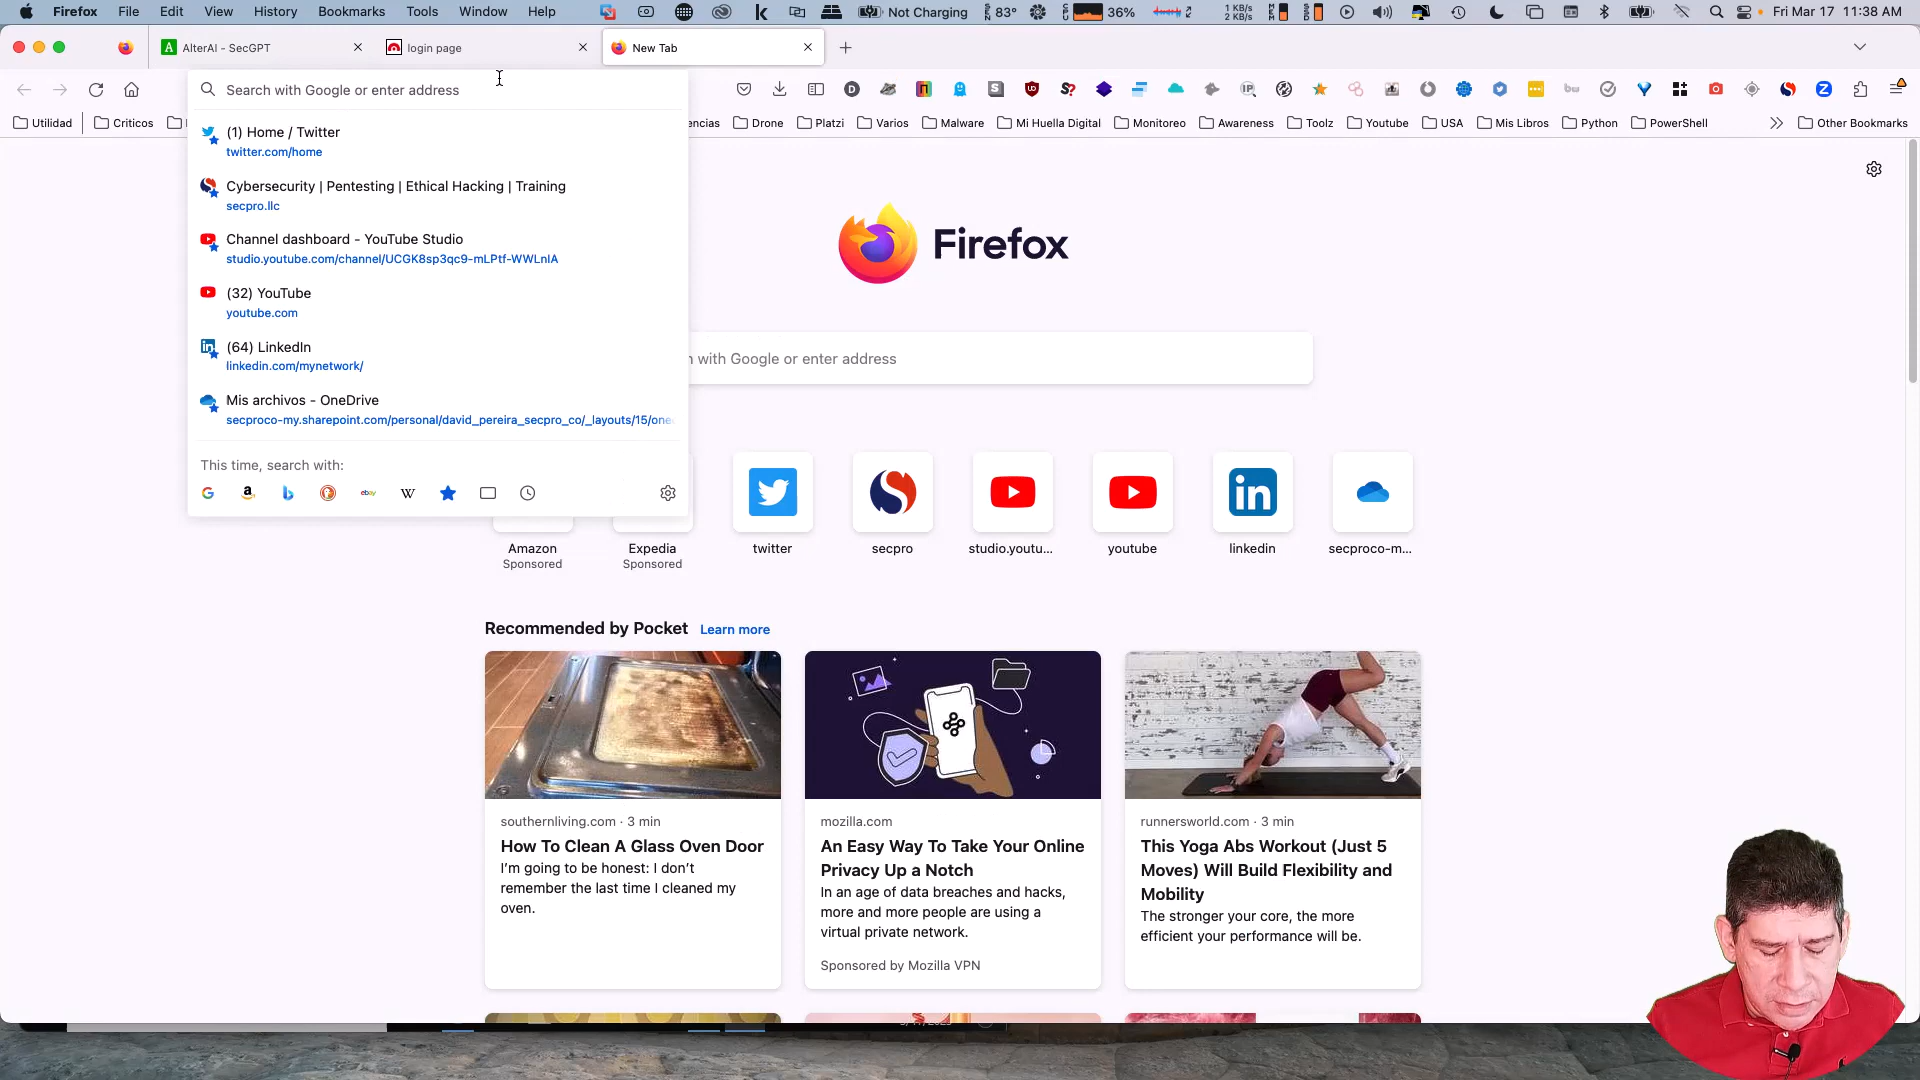 Firefox File Edit View History Bookmarks Tools Window Help Not Charging 83° 36% 1 KB/s 2 KB/s Fri Mar 17 11:38 AM
AlterAI - SecGPT login page New Tab
Search with Google or enter address
Utilidad Criticos encias Drone Platzi Varios Malware Mi Huella Digital Monitoreo Awareness Toolz Youtube USA Mis Libros Python PowerShell Other Bookmarks
(1) Home / Twitter
twitter.com/home
Cybersecurity | Pentesting | Ethical Hacking | Training
secpro.llc
Channel dashboard - YouTube Studio
studio.youtube.com/channel/UCGK8sp3qc9-mLPtf-WWLnIA
(32) YouTube
youtube.com
(64) LinkedIn
linkedin.com/mynetwork/
Mis archivos - OneDrive
secproco-my.sharepoint.com/personal/david_pereira_secpro_co/_layouts/15/one
This time, search with:
Firefox
with Google or enter address
Amazon
Sponsored
Expedia
Sponsored
twitter
secpro
studio.youtu...
youtube
linkedin
secproco-m...
Recommended by Pocket Learn more
southernliving.com · 3 min
How To Clean A Glass Oven Door
I'm going to be honest: I don't
remember the last time I cleaned my
oven.
mozilla.com
An Easy Way To Take Your Online
Privacy Up a Notch
In an age of data breaches and hacks,
more and more people are using a
virtual private network.
Sponsored by Mozilla VPN
runnersworld.com · 3 min
This Yoga Abs Workout (Just 5
Moves) Will Build Flexibility and
Mobility
The stronger your core, the more
efficient your performance will be.